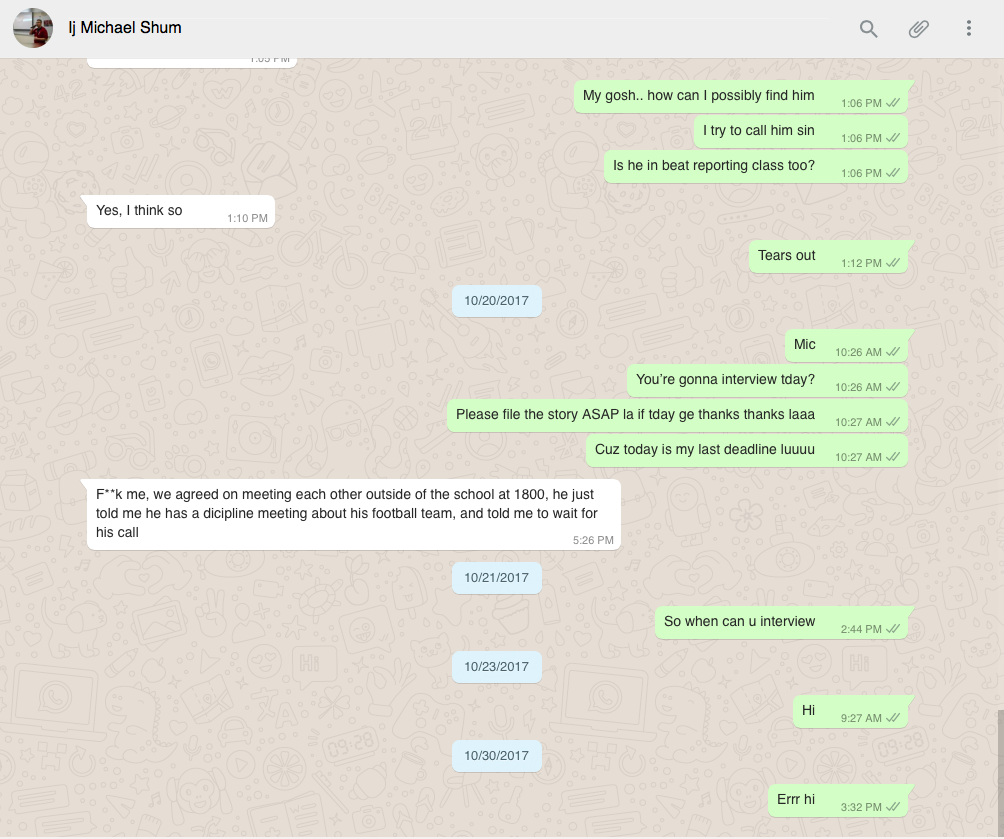 Ij Michael Shum
1:05 PM
My gosh.. how can I possibly find him
1:06 PM
I try to call him sin
1:06 PM
Is he in beat reporting class too?
1:06 PM
Yes, I think so
1:10 PM
Tears out
1:12 PM
10/20/2017
Mic
10:26 AM
You’re gonna interview tday?
10:26 AM
Please file the story ASAP la if tday ge thanks thanks laaa
10:27 AM
Cuz today is my last deadline luuuu
10:27 AM
F**k me, we agreed on meeting each other outside of the school at 1800, he just
told me he has a dicipline meeting about his football team, and told me to wait for
his call
5:26 PM
10/21/2017
So when can u interview
2:44 PM
10/23/2017
Hi
9:27 AM
10/30/2017
Errr hi
3:32 PM